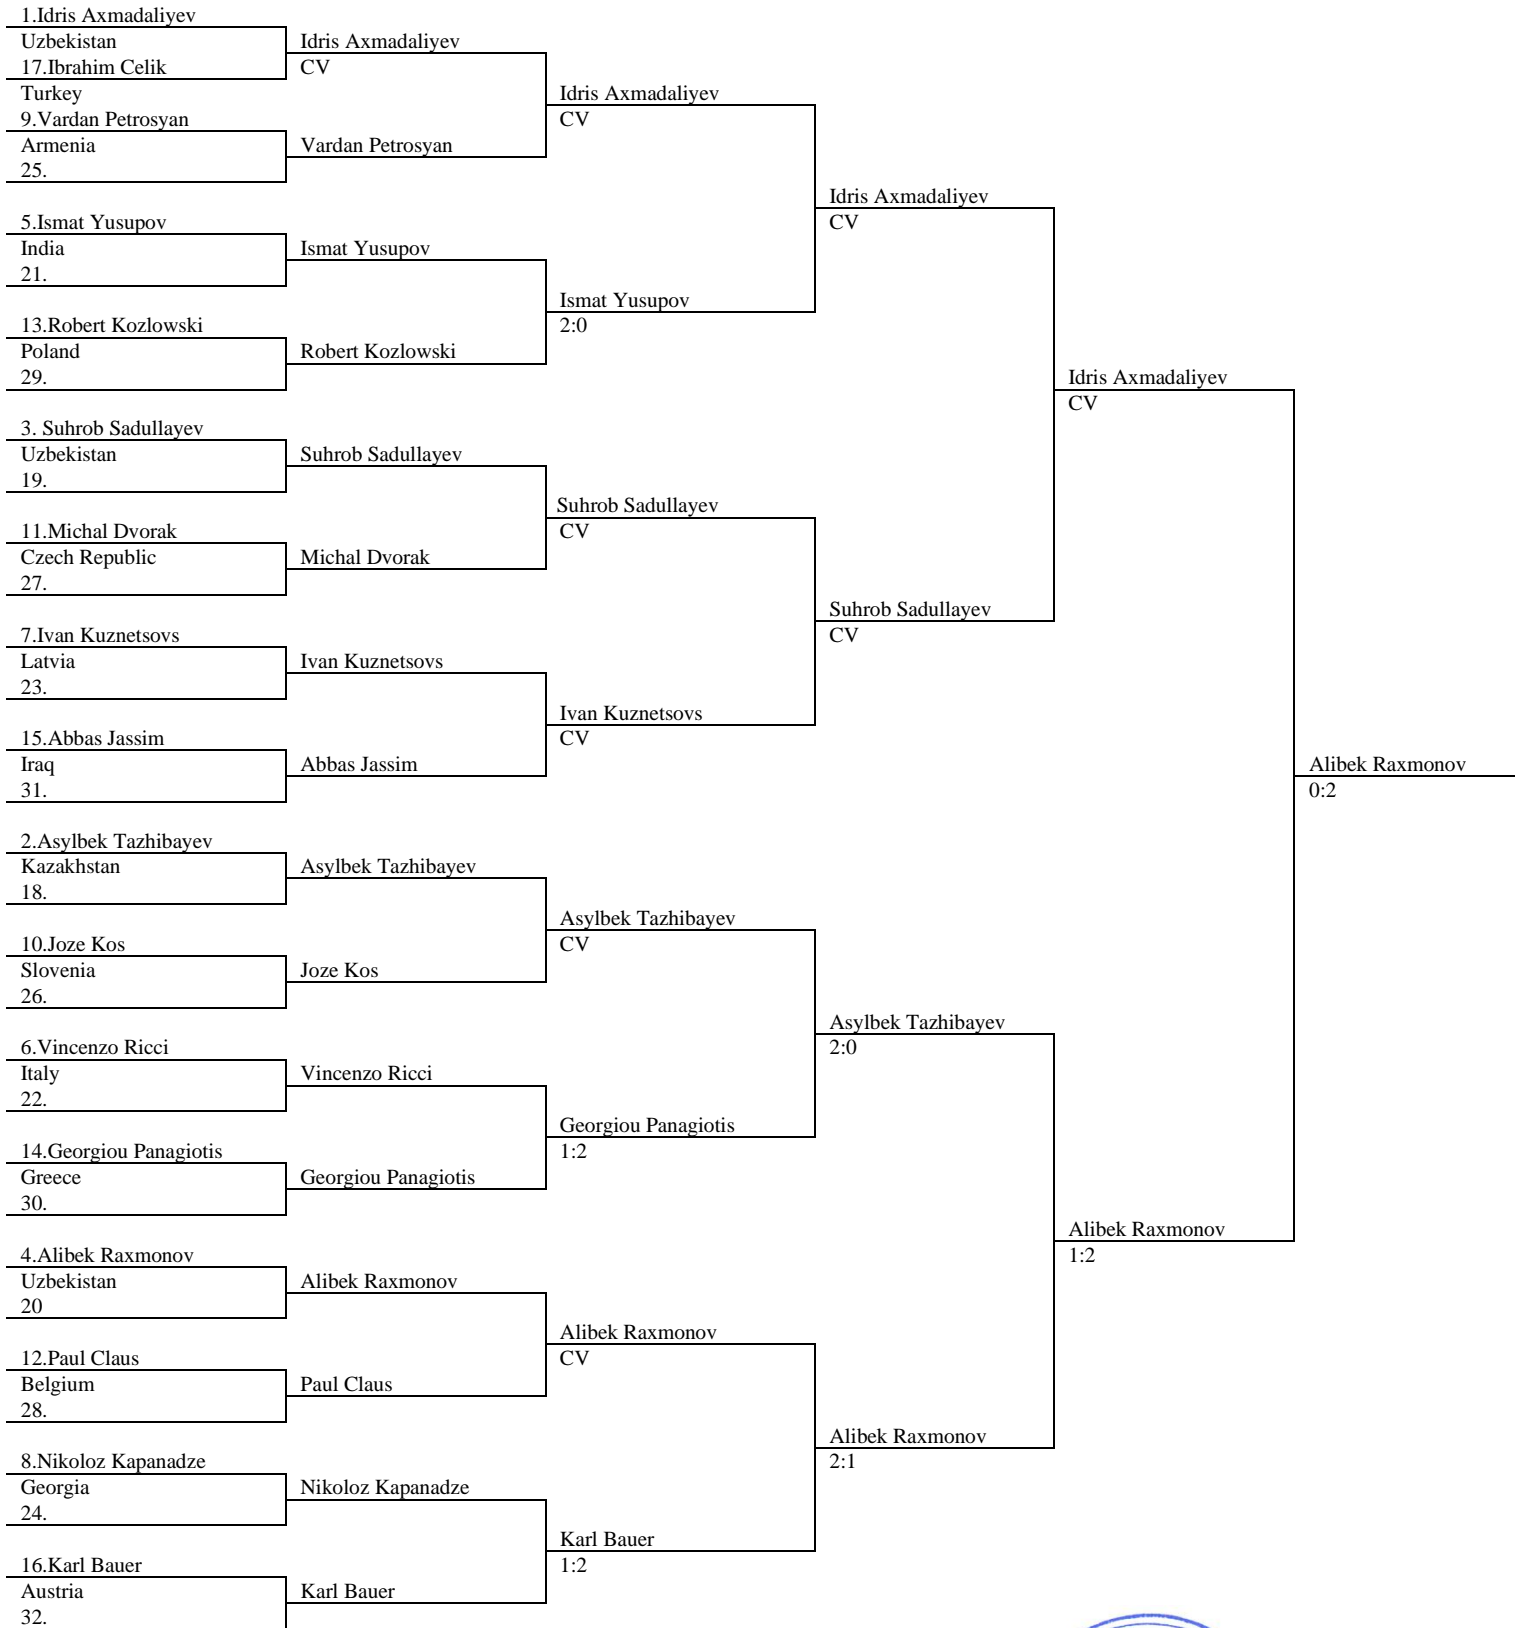 1.Idris Axmadaliyev
Uzbekistan
17.Ibrahim Celik
Turkey
9.Vardan Petrosyan
Armenia
25.
5.Ismat Yusupov
India
21.
13.Robert Kozlowski
Poland
29.
3. Suhrob Sadullayev
Uzbekistan
19.
11.Michal Dvorak
Czech Republic
27.
7.Ivan Kuznetsovs
Latvia
23.
15.Abbas Jassim
Iraq
31.
2.Asylbek Tazhibayev
Kazakhstan
18.
10.Joze Kos
Slovenia
26.
6.Vincenzo Ricci
Italy
22.
14.Georgiou Panagiotis
Greece
30.
4.Alibek Raxmonov
Uzbekistan
20
12.Paul Claus
Belgium
28.
8.Nikoloz Kapanadze
Georgia
24.
16.Karl Bauer
Austria
32.
Idris Axmadaliyev
CV
Vardan Petrosyan
Ismat Yusupov
Robert Kozlowski
Suhrob Sadullayev
Michal Dvorak
Ivan Kuznetsovs
Abbas Jassim
Asylbek Tazhibayev
Joze Kos
Vincenzo Ricci
Georgiou Panagiotis
Alibek Raxmonov
Paul Claus
Nikoloz Kapanadze
Karl Bauer
Idris Axmadaliyev
CV
Ismat Yusupov
2:0
Suhrob Sadullayev
CV
Ivan Kuznetsovs
CV
Asylbek Tazhibayev
CV
Georgiou Panagiotis
1:2
Alibek Raxmonov
CV
Karl Bauer
1:2
Idris Axmadaliyev
CV
Suhrob Sadullayev
CV
Asylbek Tazhibayev
2:0
Alibek Raxmonov
2:1
Idris Axmadaliyev
CV
Alibek Raxmonov
1:2
Alibek Raxmonov
0:2